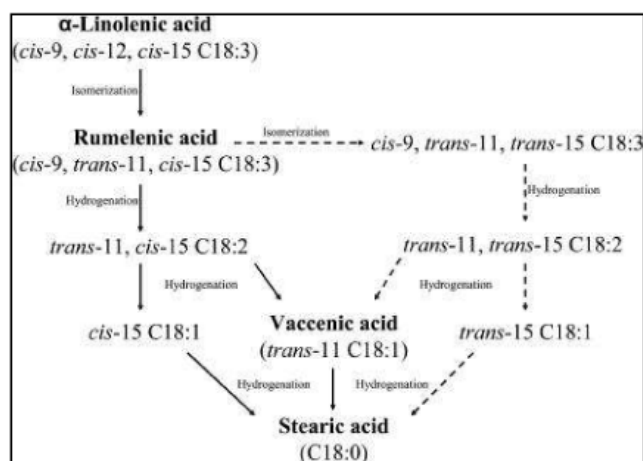 α-Linolenic acid
(cis-9, cis-12, cis-15 C18:3)
Isomerization
Rumelenic acid
Isomerization
cis-9, trans-11, trans-15 C18:3
(cis-9, trans-11, cis-15 C18:3)
Hydrogenation
Hydrogenation
trans-11, cis-15 C18:2
trans-11, trans-15 C18:2
Hydrogenation
Hydrogenation
cis-15 C18:1
Vaccenic acid
(trans-11 C18:1)
trans-15 C18:1
Hydrogenation
Hydrogenation
Stearic acid
(C18:0)